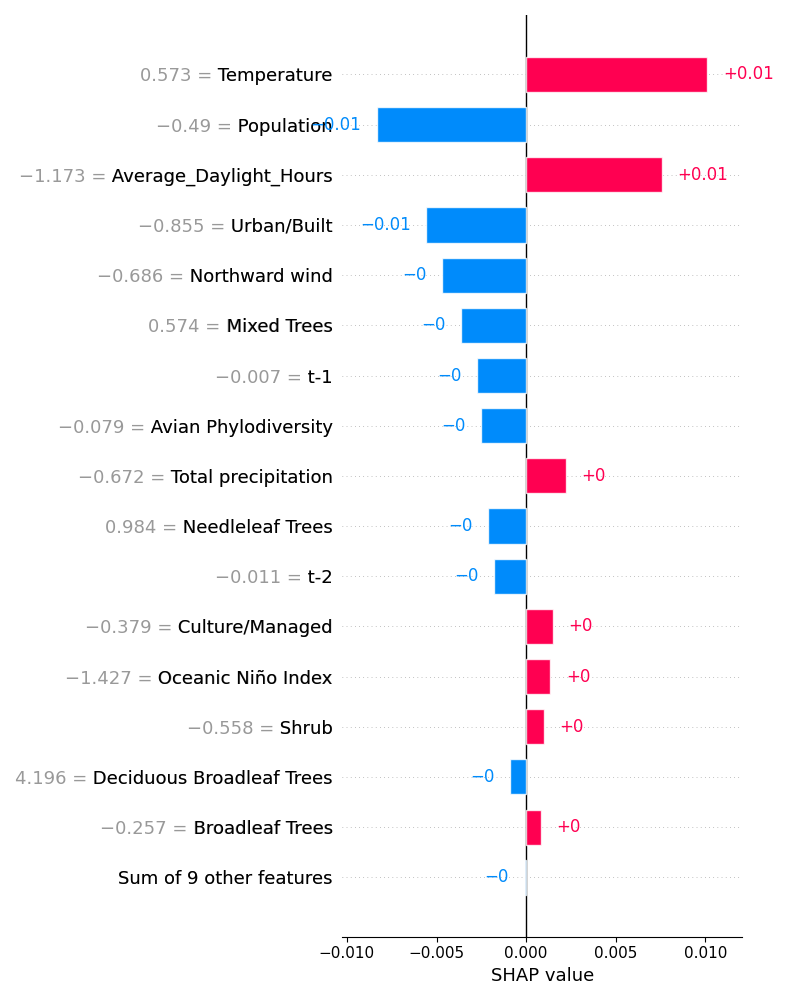 0.573 = Temperature +0.01
−0.49 = Population −0.01
−1.173 = Average_Daylight_Hours +0.01
−0.855 = Urban/Built −0.01
−0.686 = Northward wind −0
0.574 = Mixed Trees −0
−0.007 = t-1 −0
−0.079 = Avian Phylodiversity −0
−0.672 = Total precipitation +0
0.984 = Needleleaf Trees −0
−0.011 = t-2 −0
−0.379 = Culture/Managed +0
−1.427 = Oceanic Niño Index +0
−0.558 = Shrub +0
4.196 = Deciduous Broadleaf Trees −0
−0.257 = Broadleaf Trees +0
Sum of 9 other features −0
−0.010 −0.005 0.000 0.005 0.010
SHAP value